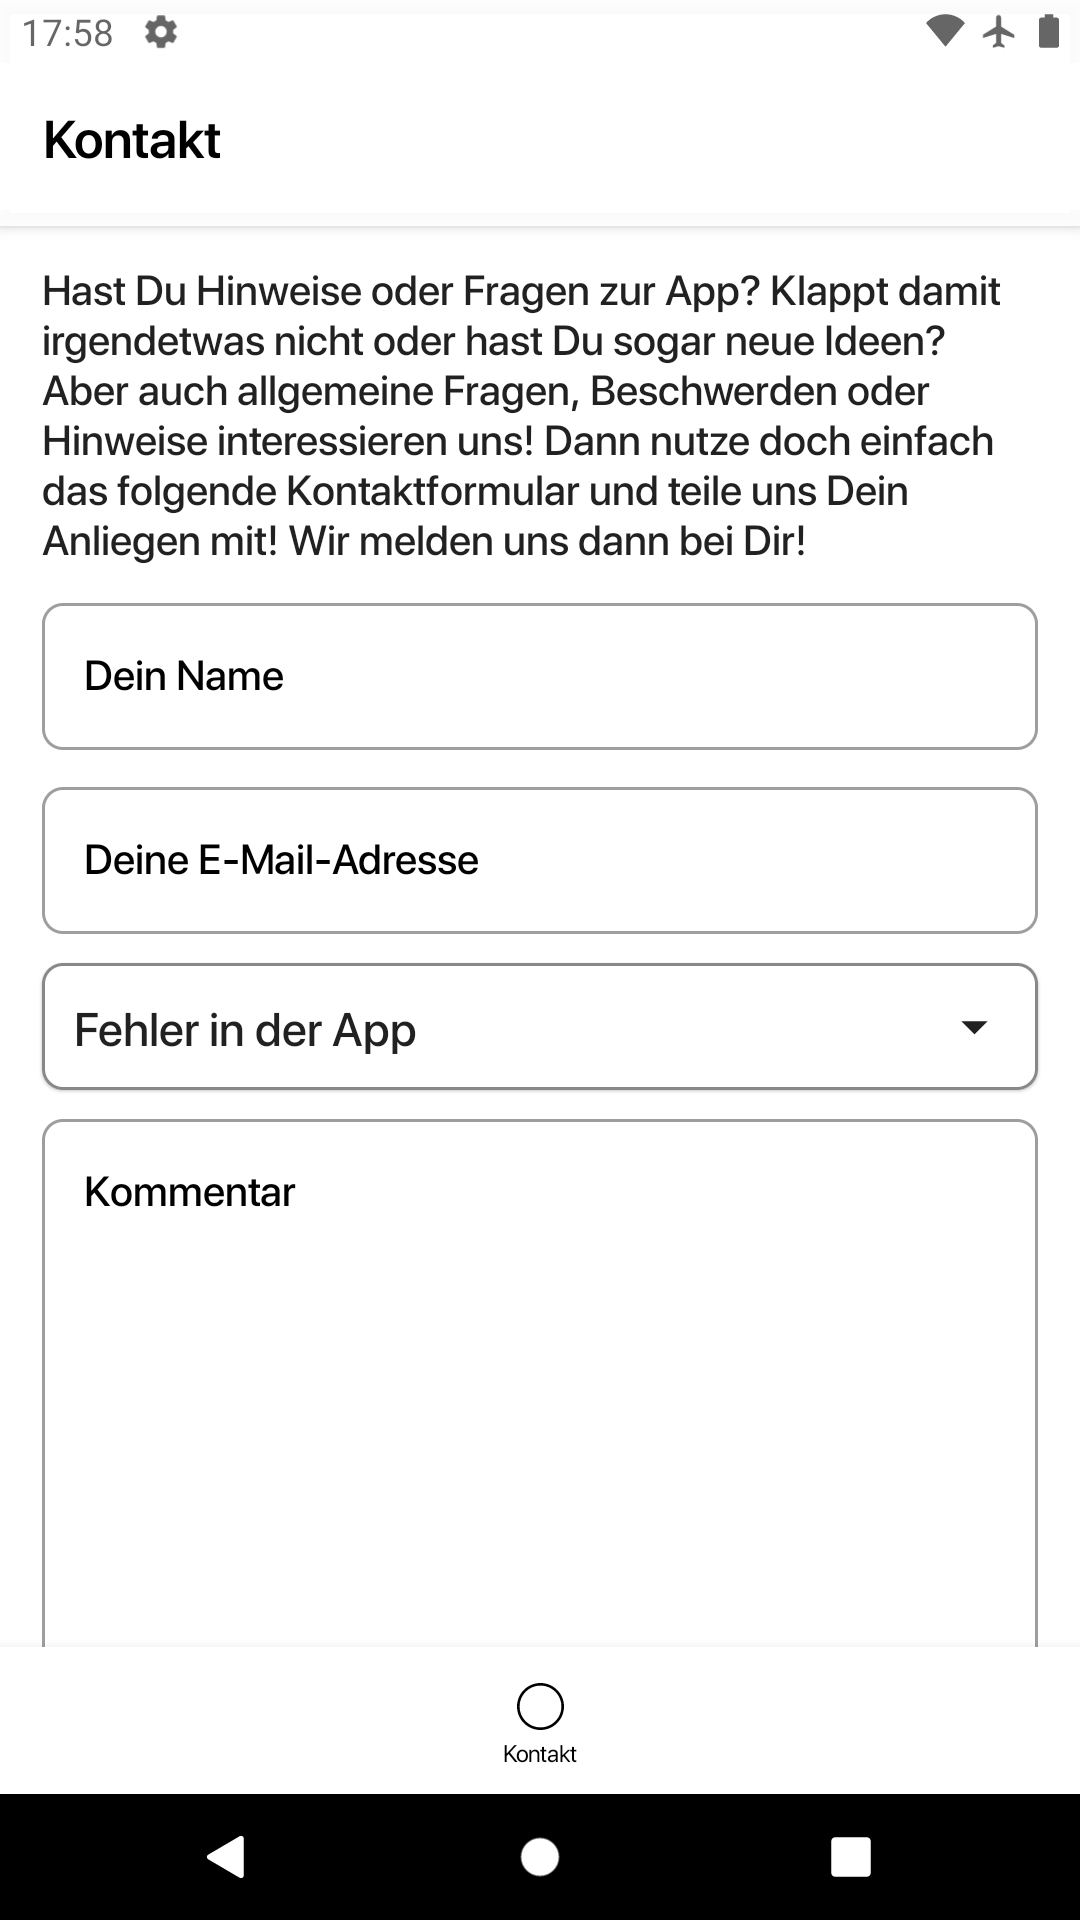 17:58
Kontakt
Hast Du Hinweise oder Fragen zur App? Klappt damit
irgendetwas nicht oder hast Du sogar neue Ideen?
Aber auch allgemeine Fragen, Beschwerden oder
Hinweise interessieren uns! Dann nutze doch einfach
das folgende Kontaktformular und teile uns Dein
Anliegen mit! Wir melden uns dann bei Dir!
Dein Name
Deine E-Mail-Adresse
Fehler in der App
Kommentar
Kontakt